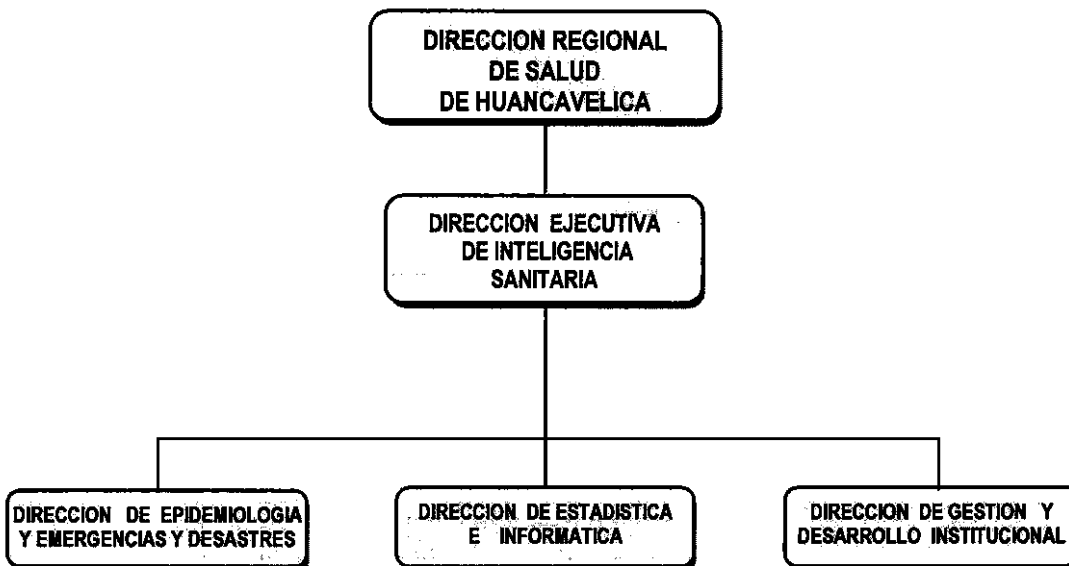 DIRECCION REGIONAL
DE SALUD
DE HUANCAVELICA
DIRECCION EJECUTIVA
DE INTELIGENCIA
SANITARIA
DIRECCION DE EPIDEMIOLOGIA
Y EMERGENCIAS Y DESASTRES
DIRECCION DE ESTADISTICA
E INFORMATICA
DIRECCION DE GESTION Y
DESARROLLO INSTITUCIONAL